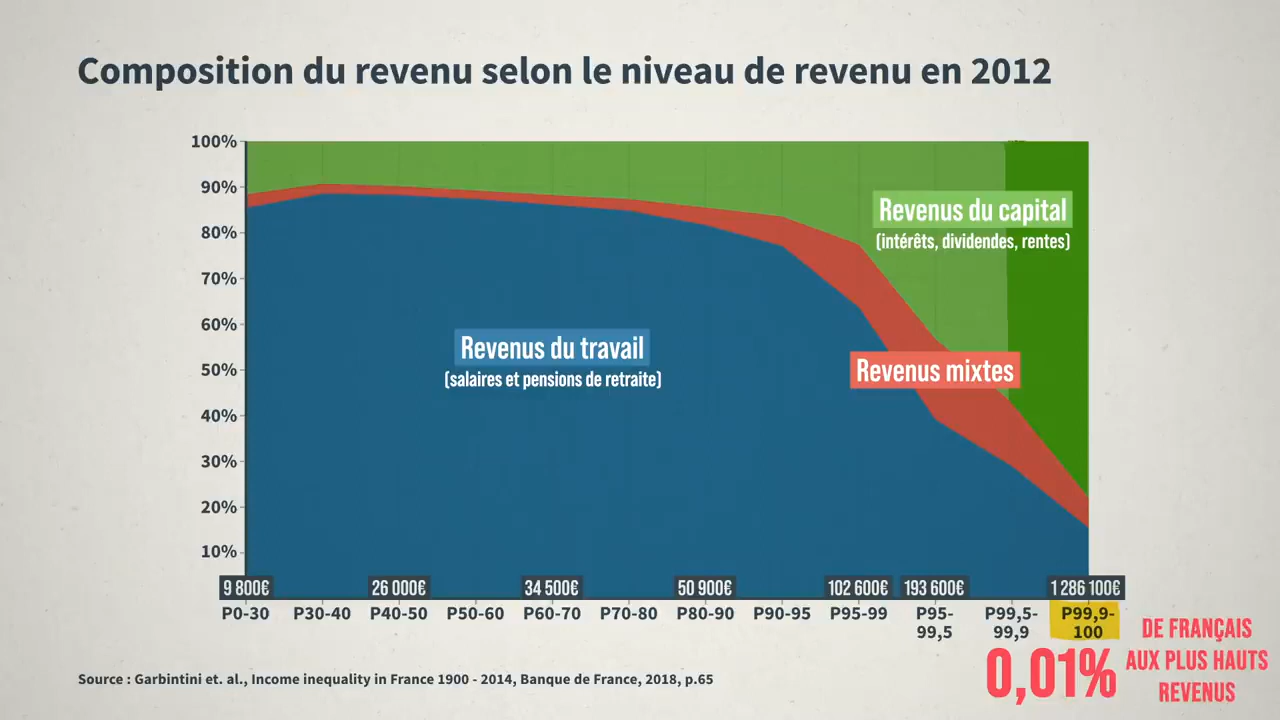 Composition du revenu selon le niveau de revenu en 2012
100%
90%
80%
70%
60%
50%
40%
30%
20%
10%
Revenus du capital
(intérêts, dividendes, rentes)
Revenus du travail
(salaires et pensions de retraite)
Revenus mixtes
9 800€ 26 000€ 34 500€ 50 900€ 102 600€ 193 600€ 1 286 100€
P0-30 P30-40 P40-50 P50-60 P60-70 P70-80 P80-90 P90-95 P95-99 P95- P99,5- P99,9-
99,5 99,9 100
DE FRANÇAIS
0,01% AUX PLUS HAUTS
REVENUS
Source : Garbintini et. al., Income inequality in France 1900 - 2014, Banque de France, 2018, p.65